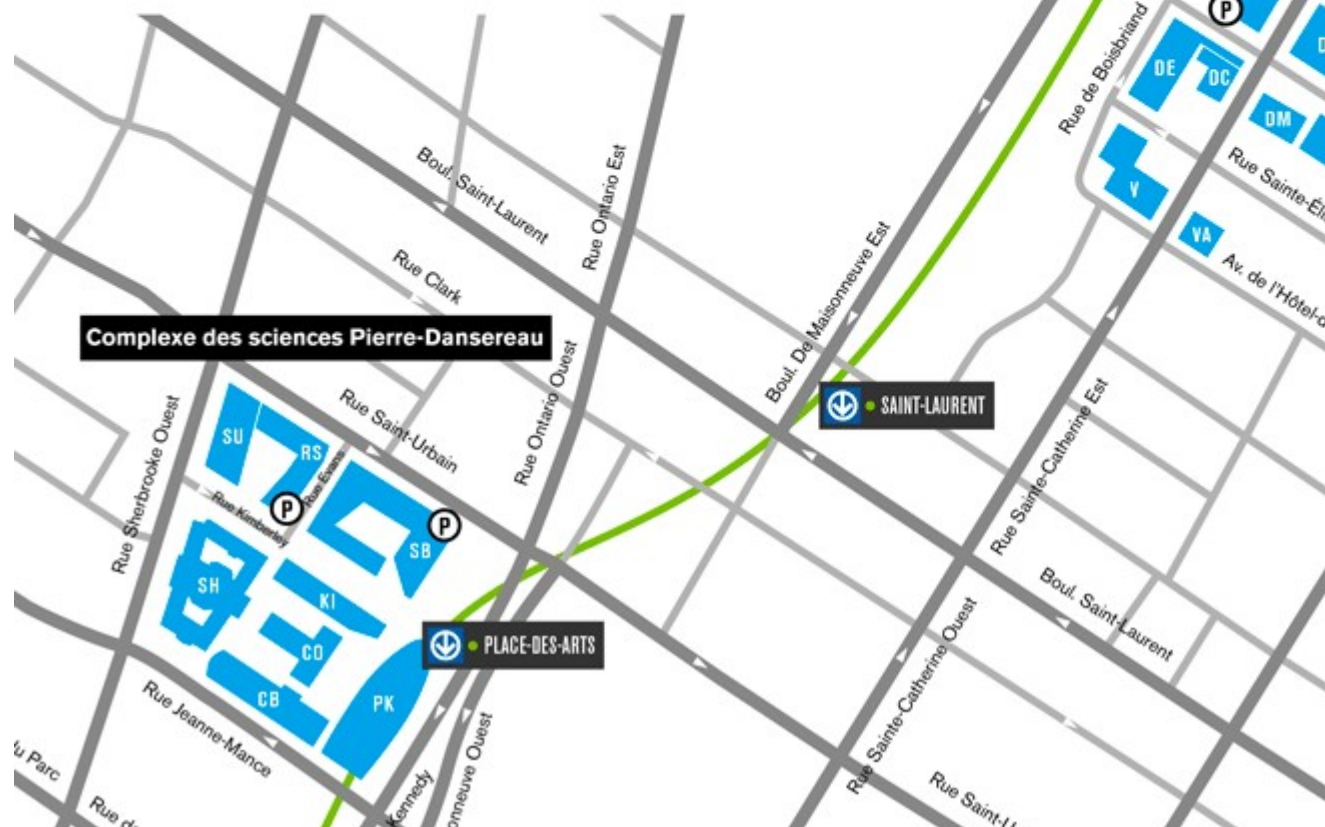 P
Rue de Boisbriand
DE
DC
DM
Boul. Saint-Laurent
Rue Ontario Est
Rue Sainte-Éli
V
VA
Av. de l'Hôtel-d
Rue Clark
Boul. De Maisonneuve Est
Complexe des sciences Pierre-Dansereau
SAINT-LAURENT
Rue Sherbrooke Ouest
Rue Saint-Urbain
Rue Ontario Ouest
SU
RS
Rue Evans
Rue Sainte-Catherine Est
P
Rue Kimberley
P
SB
SH
KI
CO
PLACE-DES-ARTS
Boul. Saint-Laurent
CB
PK
Rue Sainte-Catherine Ouest
Rue Jeanne-Mance
u Parc
Kennedy
onneuve Ouest
Rue Saint-U
Rue de